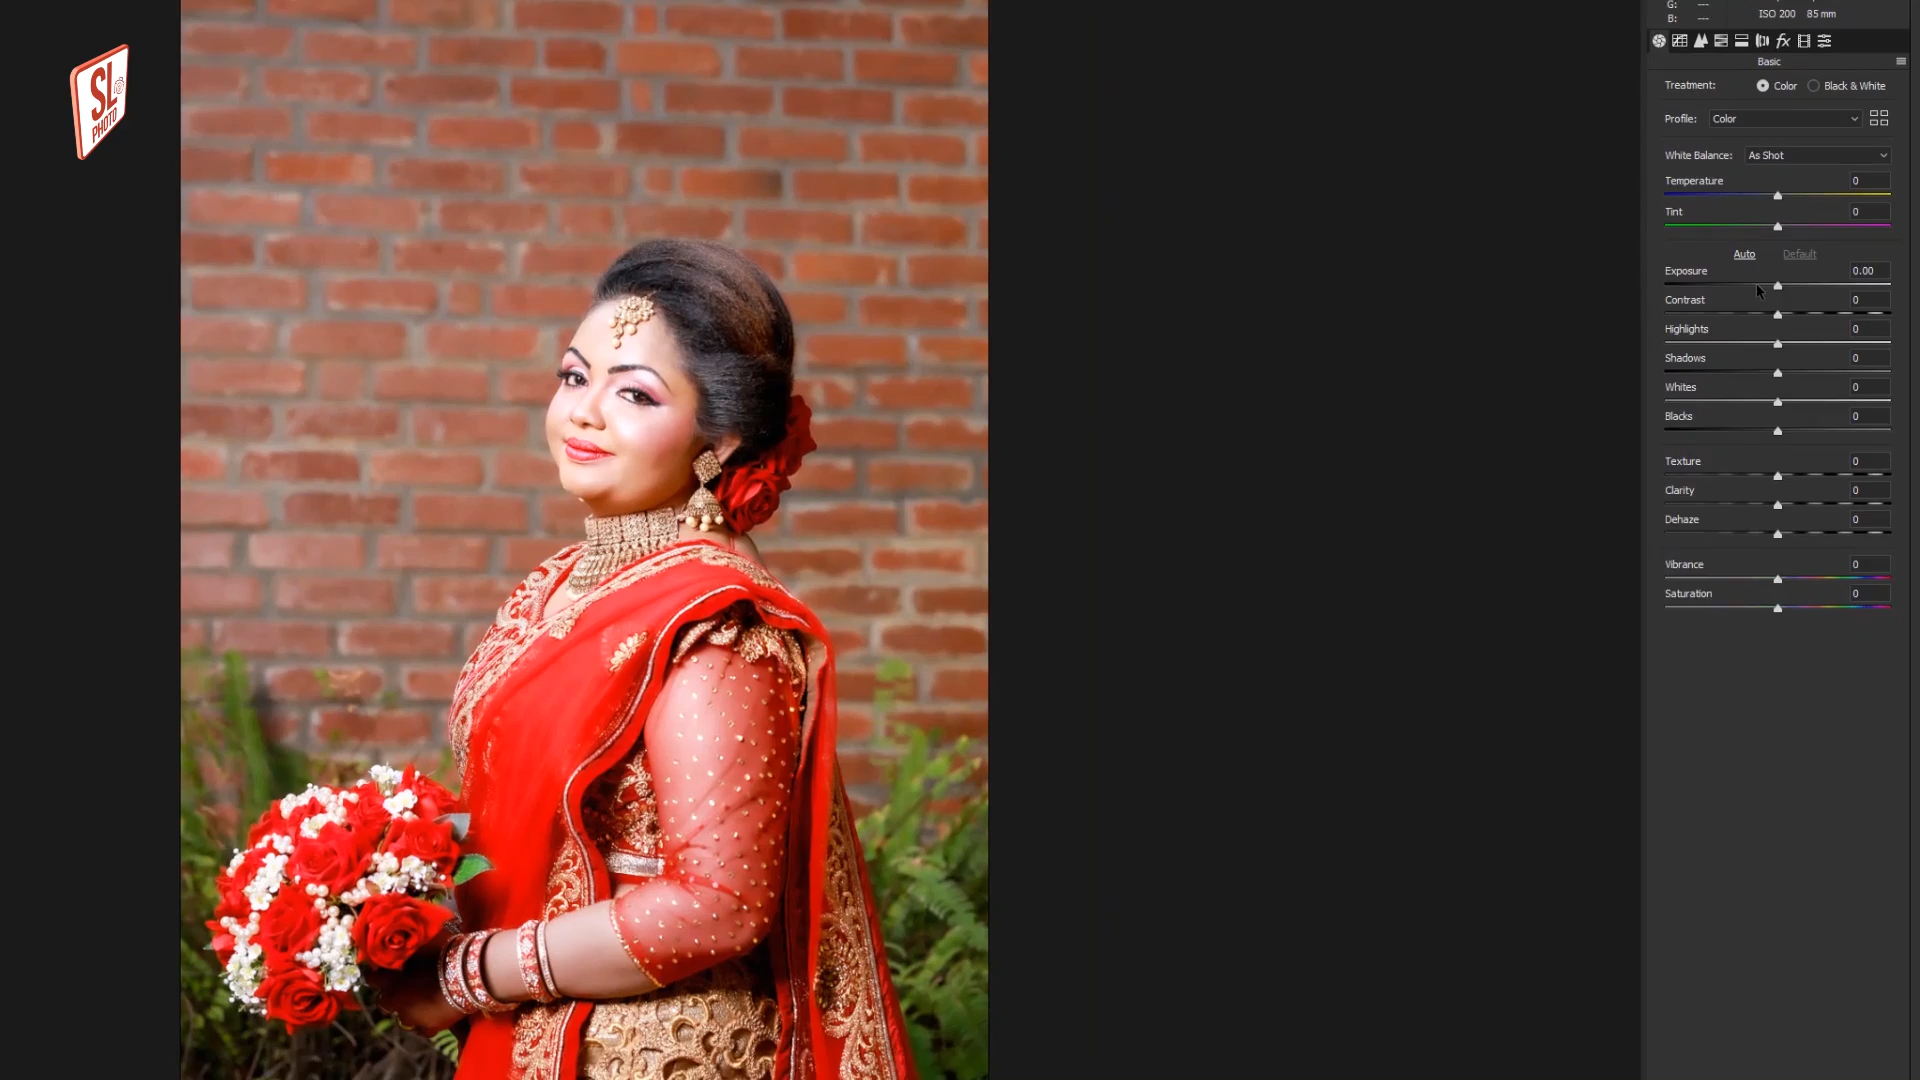 SL
PHOTO
G: ---
B: ---
ISO 200 85 mm
fx
Basic
Treatment: Color Black & White
Profile: Color
White Balance: As Shot
Temperature 0
Tint 0
Auto Default
Exposure 0.00
Contrast 0
Highlights 0
Shadows 0
Whites 0
Blacks 0
Texture 0
Clarity 0
Dehaze 0
Vibrance 0
Saturation 0